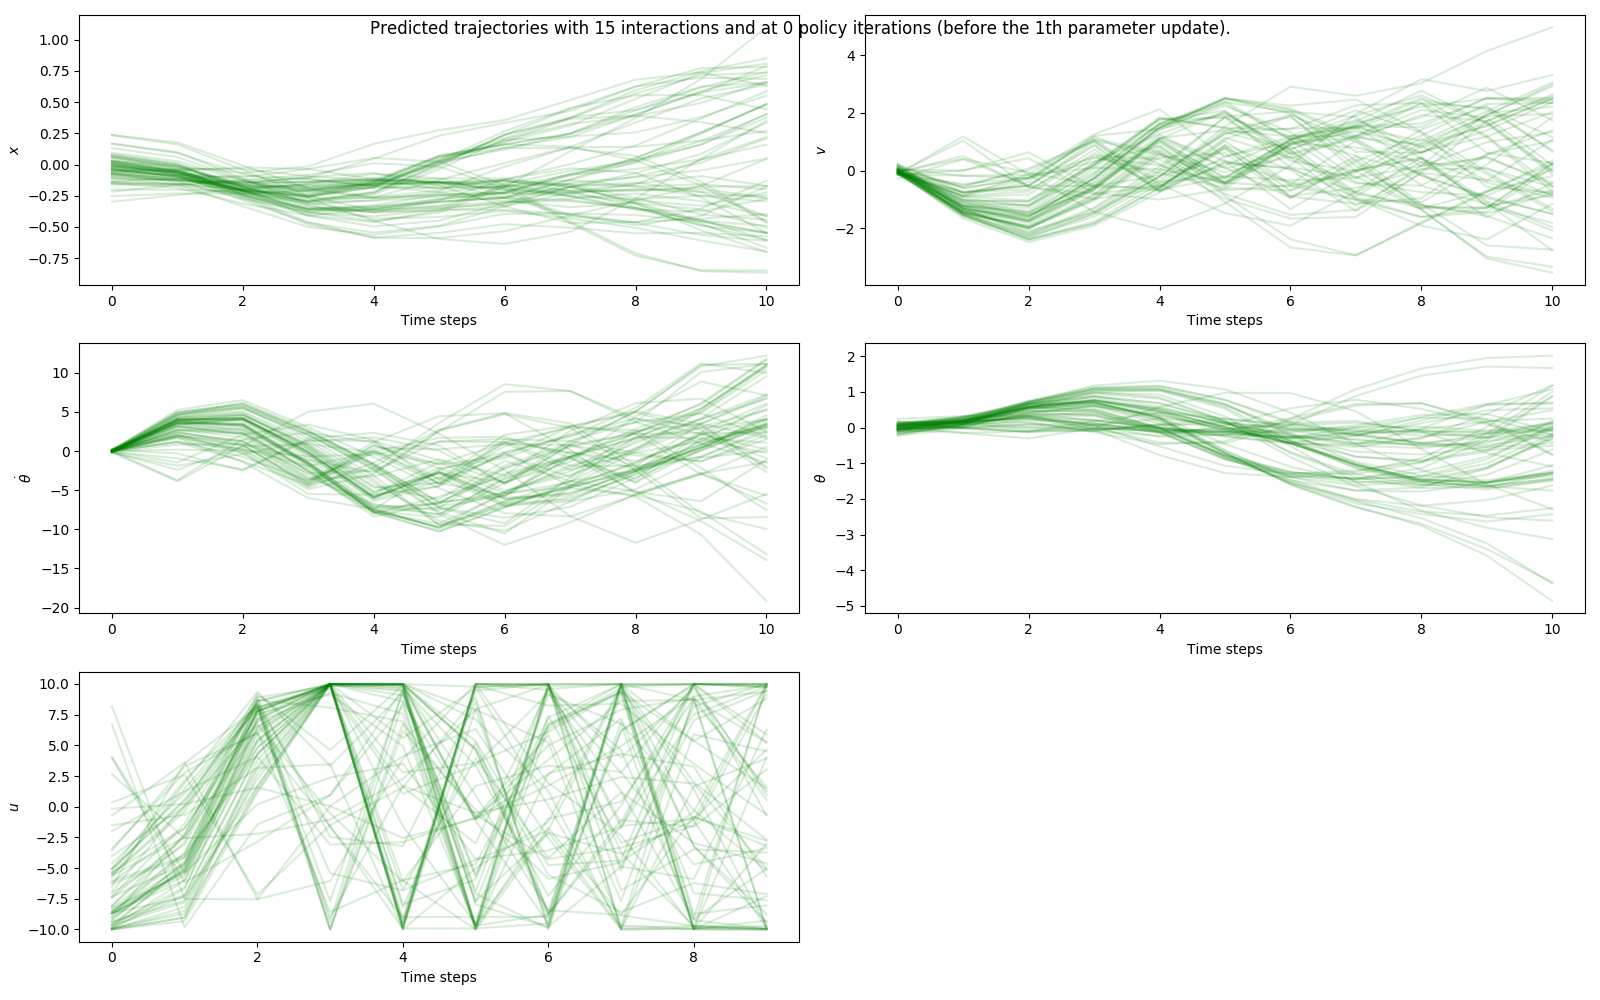 Predicted trajectories with 15 interactions and at 0 policy iterations (before the 1th parameter update).
1.00
0.75
0.50
0.25
0.00
−0.25
−0.50
−0.75
x
0 2 4 6 8 10
Time steps
4
2
0
−2
v
0 2 4 6 8 10
Time steps
10
5
0
−5
−10
−15
−20
θ̇
0 2 4 6 8 10
Time steps
2
1
0
−1
−2
−3
−4
−5
θ
0 2 4 6 8 10
Time steps
10.0
7.5
5.0
2.5
0.0
−2.5
−5.0
−7.5
−10.0
u
0 2 4 6 8
Time steps